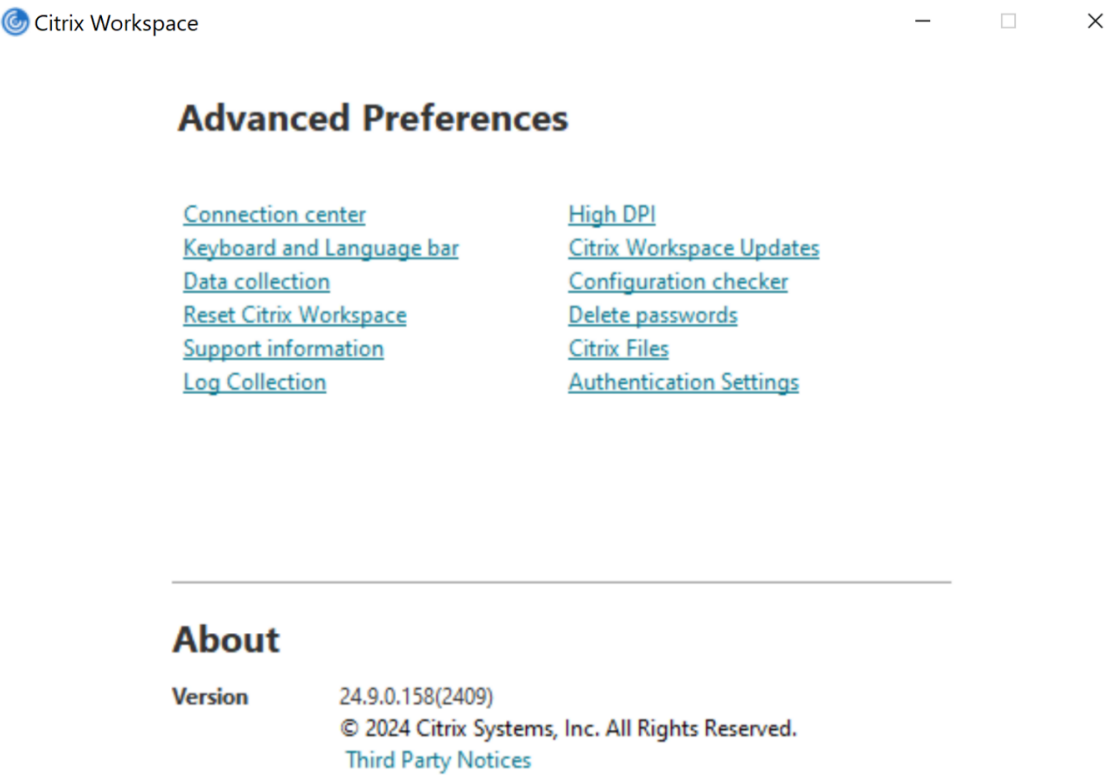 Citrix Workspace
Advanced Preferences
Connection center
Keyboard and Language bar
Data collection
Reset Citrix Workspace
Support information
Log Collection
High DPI
Citrix Workspace Updates
Configuration checker
Delete passwords
Citrix Files
Authentication Settings
About
Version 24.9.0.158(2409)
© 2024 Citrix Systems, Inc. All Rights Reserved.
Third Party Notices